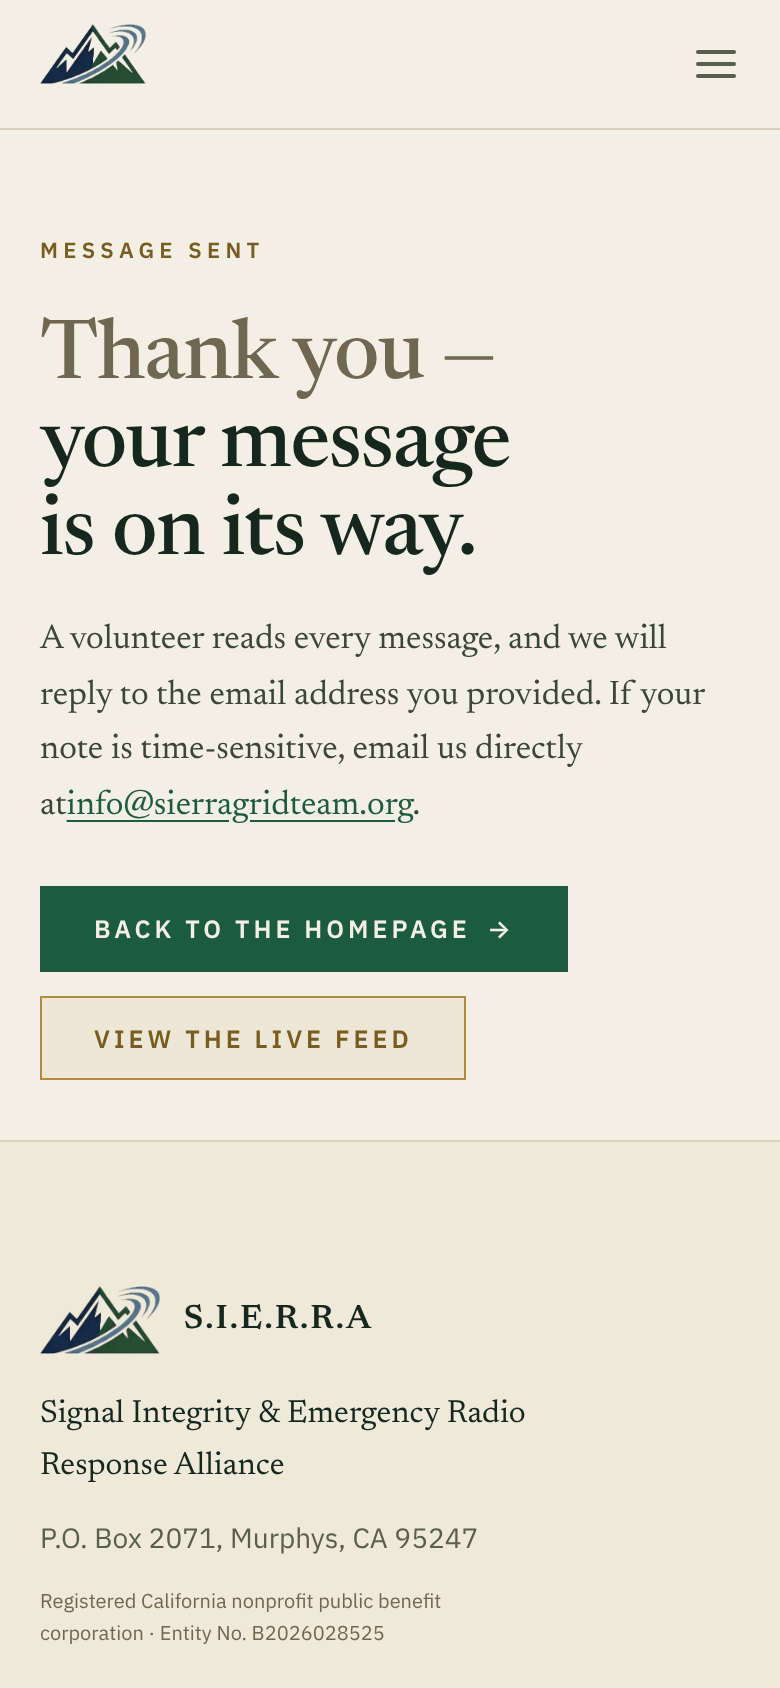 MESSAGE SENT
Thank you —
your message
is on its way.
A volunteer reads every message, and we will
reply to the email address you provided. If your
note is time-sensitive, email us directly
atinfo@sierragridteam.org.
BACK TO THE HOMEPAGE →
VIEW THE LIVE FEED
S.I.E.R.R.A
Signal Integrity & Emergency Radio
Response Alliance
P.O. Box 2071, Murphys, CA 95247
Registered California nonprofit public benefit
corporation · Entity No. B2026028525